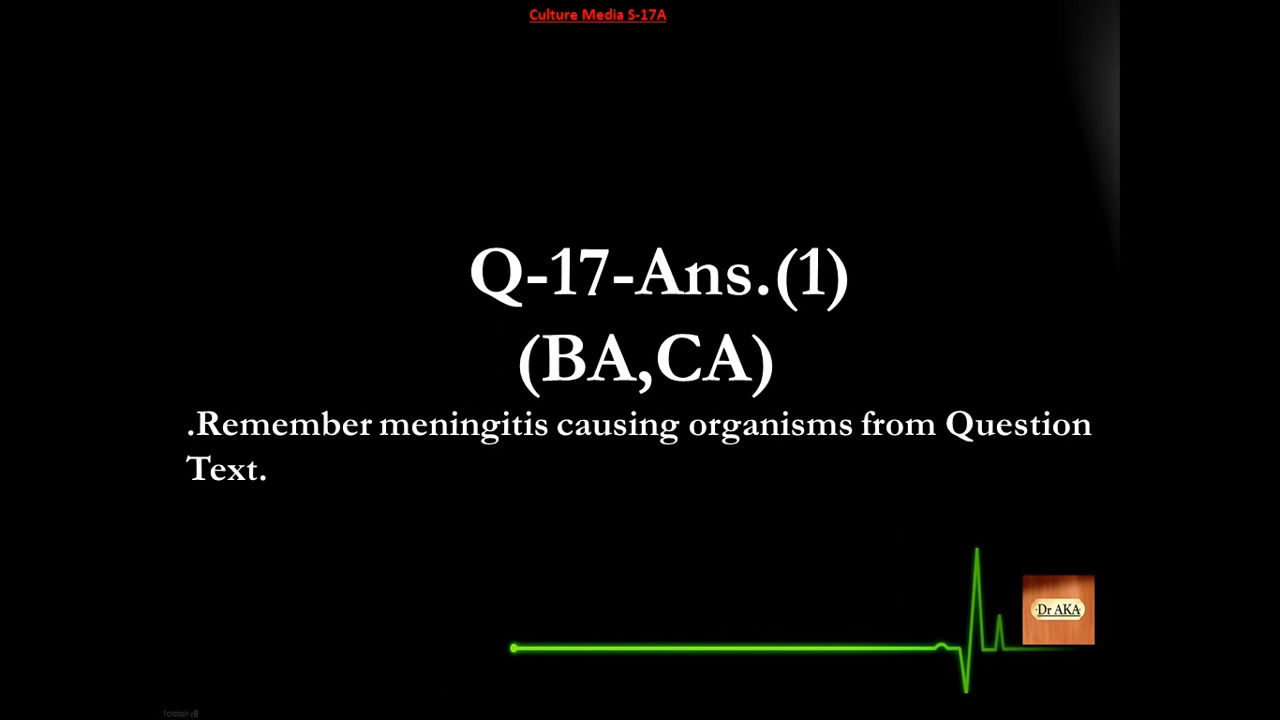 Culture Media S-17A
Q-17-Ans.(1)
(BA,CA)
.Remember meningitis causing organisms from Question
Text.
Dr AKA